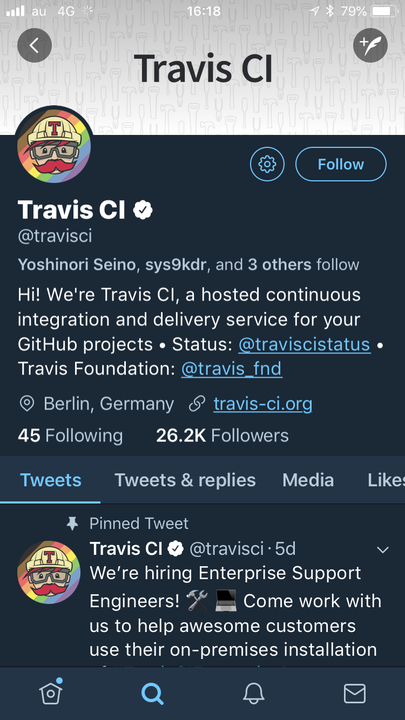 au 4G 16:18 79%
Travis CI
T
Follow
Travis CI
@travisci
Yoshinori Seino, sys9kdr, and 3 others follow
Hi! We're Travis CI, a hosted continuous
integration and delivery service for your
GitHub projects • Status: @traviscistatus •
Travis Foundation: @travis_fnd
Berlin, Germany travis-ci.org
45 Following 26.2K Followers
Tweets Tweets & replies Media Likes
Pinned Tweet
Travis CI @travisci · 5d
T
We’re hiring Enterprise Support
Engineers! 🛠 💻 Come work with
us to help awesome customers
use their on-premises installation